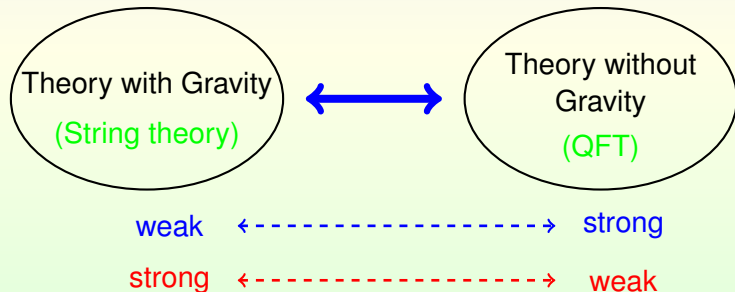 Theory with Gravity
(String theory)
Theory without
Gravity
(QFT)
weak strong
strong weak